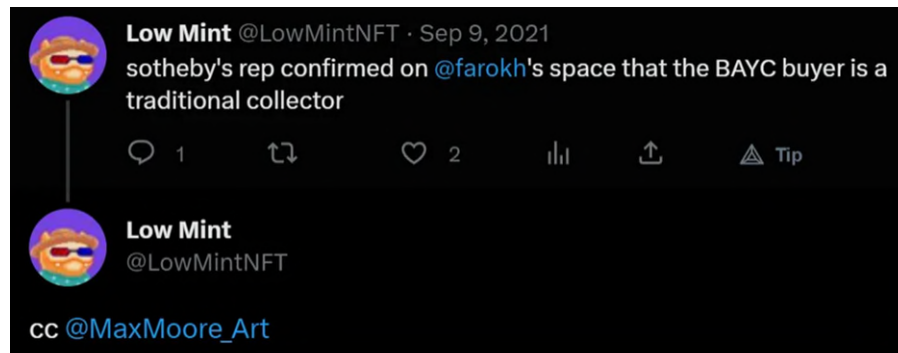 Low Mint @LowMintNFT · Sep 9, 2021
sotheby's rep confirmed on @farokh's space that the BAYC buyer is a
traditional collector
1 2 Tip
Low Mint
@LowMintNFT
cc @MaxMoore_Art